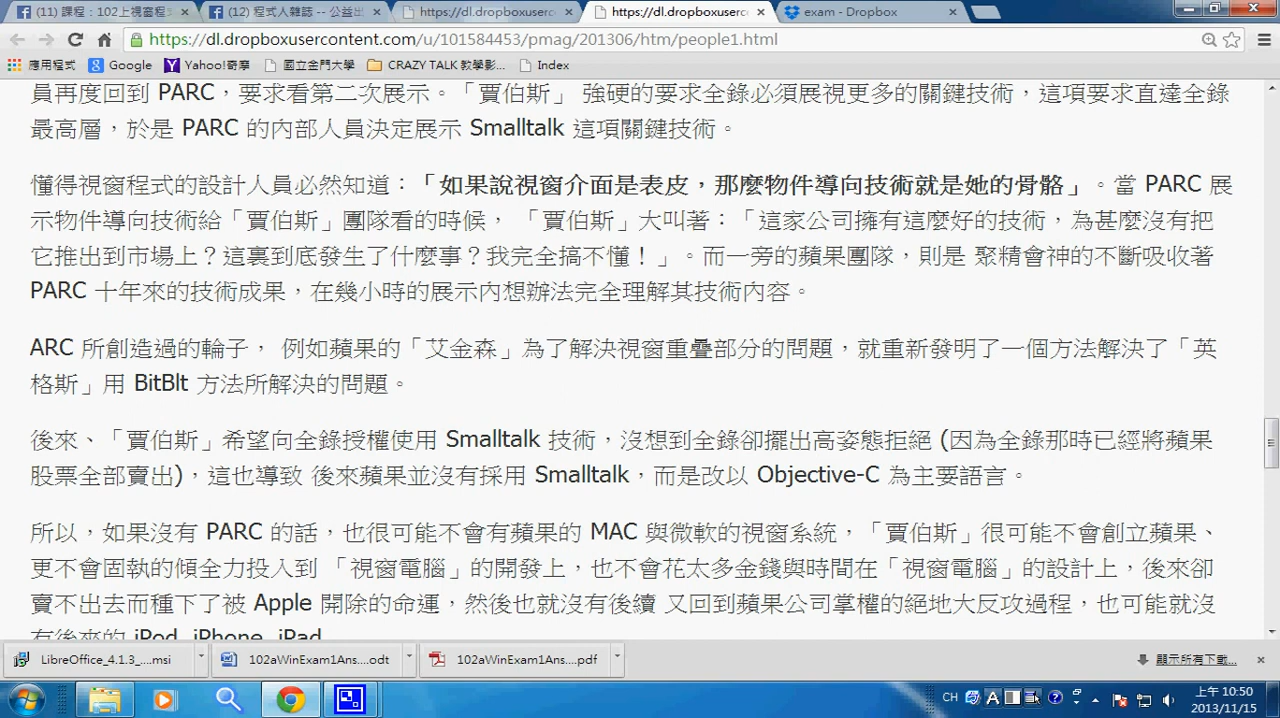 (11) 課程：102上視窗程式
(12) 程式人雜誌 -- 公益出
https://dl.dropboxuserc
https://dl.dropboxuserc
exam - Dropbox
https://dl.dropboxusercontent.com/u/101584453/pmag/201306/htm/people1.html
應用程式 Google Yahoo!奇摩 國立金門大學 CRAZY TALK 教學影... Index
員再度回到 PARC，要求看第二次展示。「賈伯斯」 強硬的要求全錄必須展視更多的關鍵技術，這項要求直達全錄
最高層，於是 PARC 的內部人員決定展示 Smalltalk 這項關鍵技術。
懂得視窗程式的設計人員必然知道：「如果說視窗介面是表皮，那麼物件導向技術就是她的骨骼」。當 PARC 展
示物件導向技術給「賈伯斯」團隊看的時候， 「賈伯斯」大叫著：「這家公司擁有這麼好的技術，為甚麼沒有把
它推出到市場上？這裏到底發生了什麼事？我完全搞不懂！」。而一旁的蘋果團隊，則是 聚精會神的不斷吸收著
PARC 十年來的技術成果，在幾小時的展示內想辦法完全理解其技術內容。
ARC 所創造過的輪子， 例如蘋果的「艾金森」為了解決視窗重疊部分的問題，就重新發明了一個方法解決了「英
格斯」用 BitBlt 方法所解決的問題。
後來、「賈伯斯」希望向全錄授權使用 Smalltalk 技術，沒想到全錄卻擺出高姿態拒絕 (因為全錄那時已經將蘋果
股票全部賣出)，這也導致 後來蘋果並沒有採用 Smalltalk，而是改以 Objective-C 為主要語言。
所以，如果沒有 PARC 的話，也很可能不會有蘋果的 MAC 與微軟的視窗系統，「賈伯斯」很可能不會創立蘋果、
更不會固執的傾全力投入到 「視窗電腦」的開發上，也不會花太多金錢與時間在「視窗電腦」的設計上，後來卻
賣不出去而種下了被 Apple 開除的命運，然後也就沒有後續 又回到蘋果公司掌權的絕地大反攻過程，也可能就沒
有後來的 iPod, iPhone, iPad
LibreOffice_4.1.3_....msi 102aWinExam1Ans....odt 102aWinExam1Ans....pdf 顯示所有下載...
CH A 上午 10:50
2013/11/15